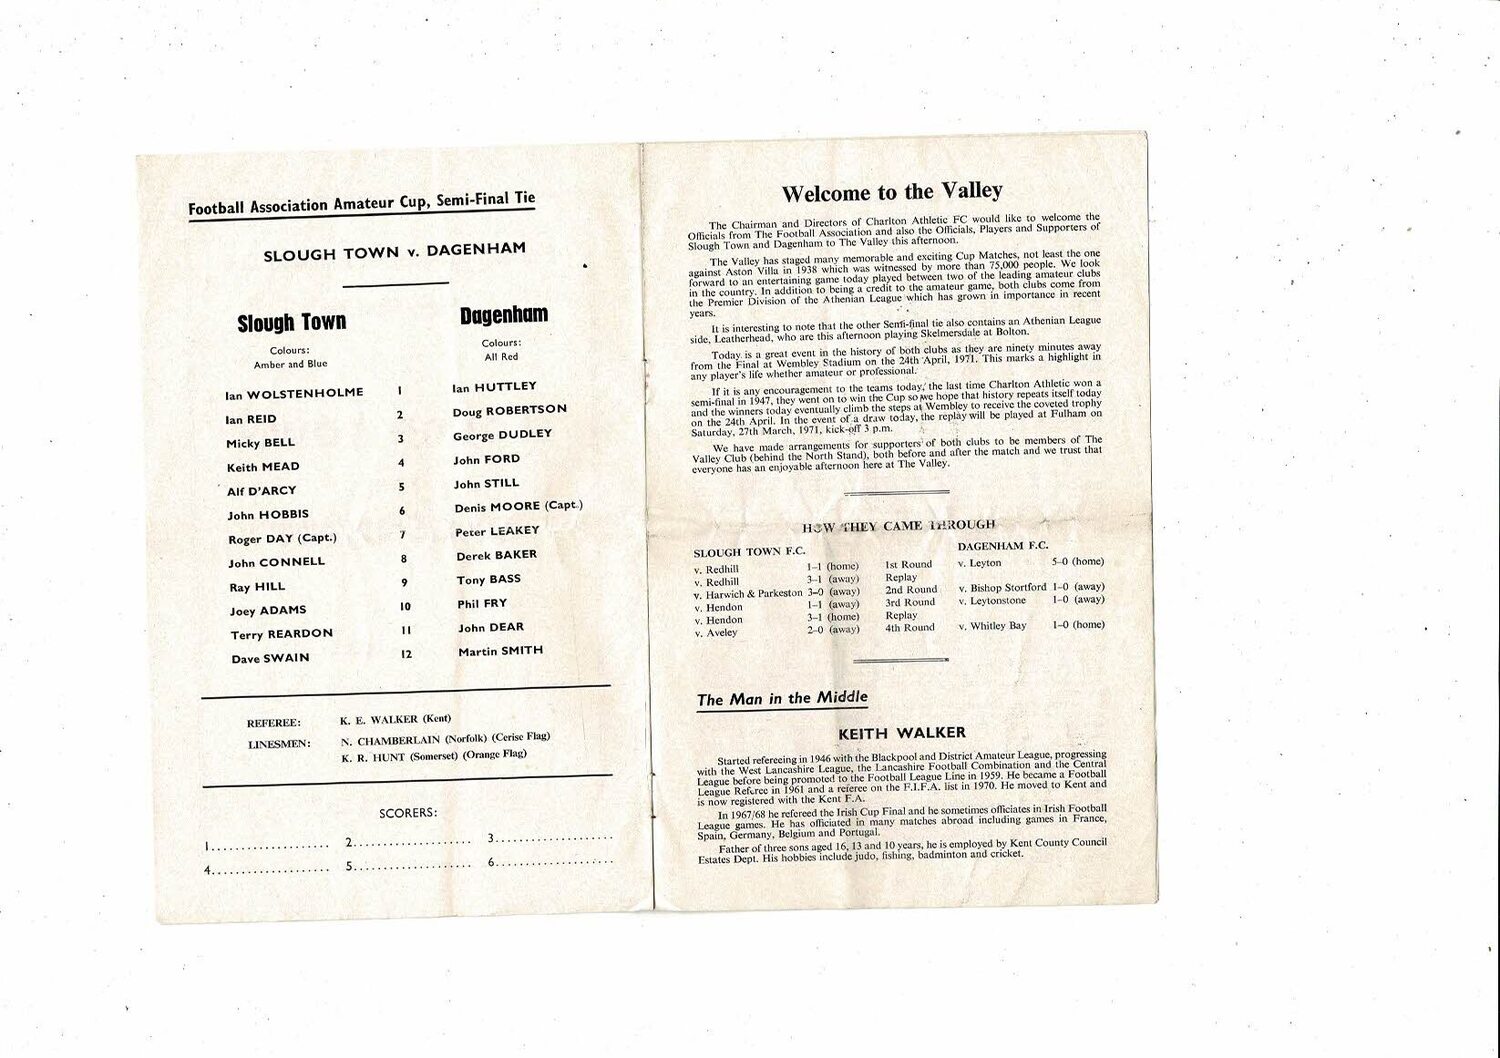 Football Association Amateur Cup, Semi-Final Tie
SLOUGH TOWN v. DAGENHAM
Slough Town
Dagenham
Colours:
Amber and Blue
Colours:
All Red
Ian WOLSTENHOLME 1 Ian HUTTLEY
Ian REID 2 Doug ROBERTSON
Micky BELL 3 George DUDLEY
Keith MEAD 4 John FORD
Alf D'ARCY 5 John STILL
John HOBBIS 6 Denis MOORE (Capt.)
Roger DAY (Capt.) 7 Peter LEAKEY
John CONNELL 8 Derek BAKER
Ray HILL 9 Tony BASS
Joey ADAMS 10 Phil FRY
Terry REARDON 11 John DEAR
Dave SWAIN 12 Martin SMITH
REFEREE: K. E. WALKER (Kent)
LINESMEN: N. CHAMBERLAIN (Norfolk) (Cerise Flag)
K. R. HUNT (Somerset) (Orange Flag)
SCORERS:
1..................... 2..................... 3.....................
4..................... 5..................... 6.....................
Welcome to the Valley
The Chairman and Directors of Charlton Athletic FC would like to welcome the
Officials from The Football Association and also the Officials, Players and Supporters of
Slough Town and Dagenham to The Valley this afternoon.
The Valley has staged many memorable and exciting Cup Matches, not least the one
against Aston Villa in 1938 which was witnessed by more than 75,000 people. We look
forward to an entertaining game today played between two of the leading amateur clubs
in the country. In addition to being a credit to the amateur game, both clubs come from
the Premier Division of the Athenian League which has grown in importance in recent
years.
It is interesting to note that the other Semi-final tie also contains an Athenian League
side, Leatherhead, who are this afternoon playing Skelmersdale at Bolton.
Today is a great event in the history of both clubs as they are ninety minutes away
from the Final at Wembley Stadium on the 24th April, 1971. This marks a highlight in
any player's life whether amateur or professional.
If it is any encouragement to the teams today, the last time Charlton Athletic won a
semi-final in 1947, they went on to win the Cup so we hope that history repeats itself today
and the winners today eventually climb the steps at Wembley to receive the coveted trophy
on the 24th April. In the event of a draw today, the replay will be played at Fulham on
Saturday, 27th March, 1971, kick-off 3 p.m.
We have made arrangements for supporters of both clubs to be members of The
Valley Club (behind the North Stand), both before and after the match and we trust that
everyone has an enjoyable afternoon here at The Valley.
HOW THEY CAME THROUGH
SLOUGH TOWN F.C. DAGENHAM F.C.
v. Redhill 1–1 (home) 1st Round v. Leyton 5–0 (home)
v. Redhill 3–1 (away) Replay
v. Harwich & Parkeston 3–0 (away) 2nd Round v. Bishop Stortford 1–0 (away)
v. Hendon 1–1 (away) 3rd Round v. Leytonstone 1–0 (away)
v. Hendon 3–1 (home) Replay
v. Aveley 2–0 (away) 4th Round v. Whitley Bay 1–0 (home)
The Man in the Middle
KEITH WALKER
Started refereeing in 1946 with the Blackpool and District Amateur League, progressing
with the West Lancashire League, the Lancashire Football Combination and the Central
League before being promoted to the Football League Line in 1959. He became a Football
League Referee in 1961 and a referee on the F.I.F.A. list in 1970. He moved to Kent and
is now registered with the Kent F.A.
In 1967/68 he refereed the Irish Cup Final and he sometimes officiates in Irish Football
League games. He has officiated in many matches abroad including games in France,
Spain, Germany, Belgium and Portugal.
Father of three sons aged 16, 13 and 10 years, he is employed by Kent County Council
Estates Dept. His hobbies include judo, fishing, badminton and cricket.